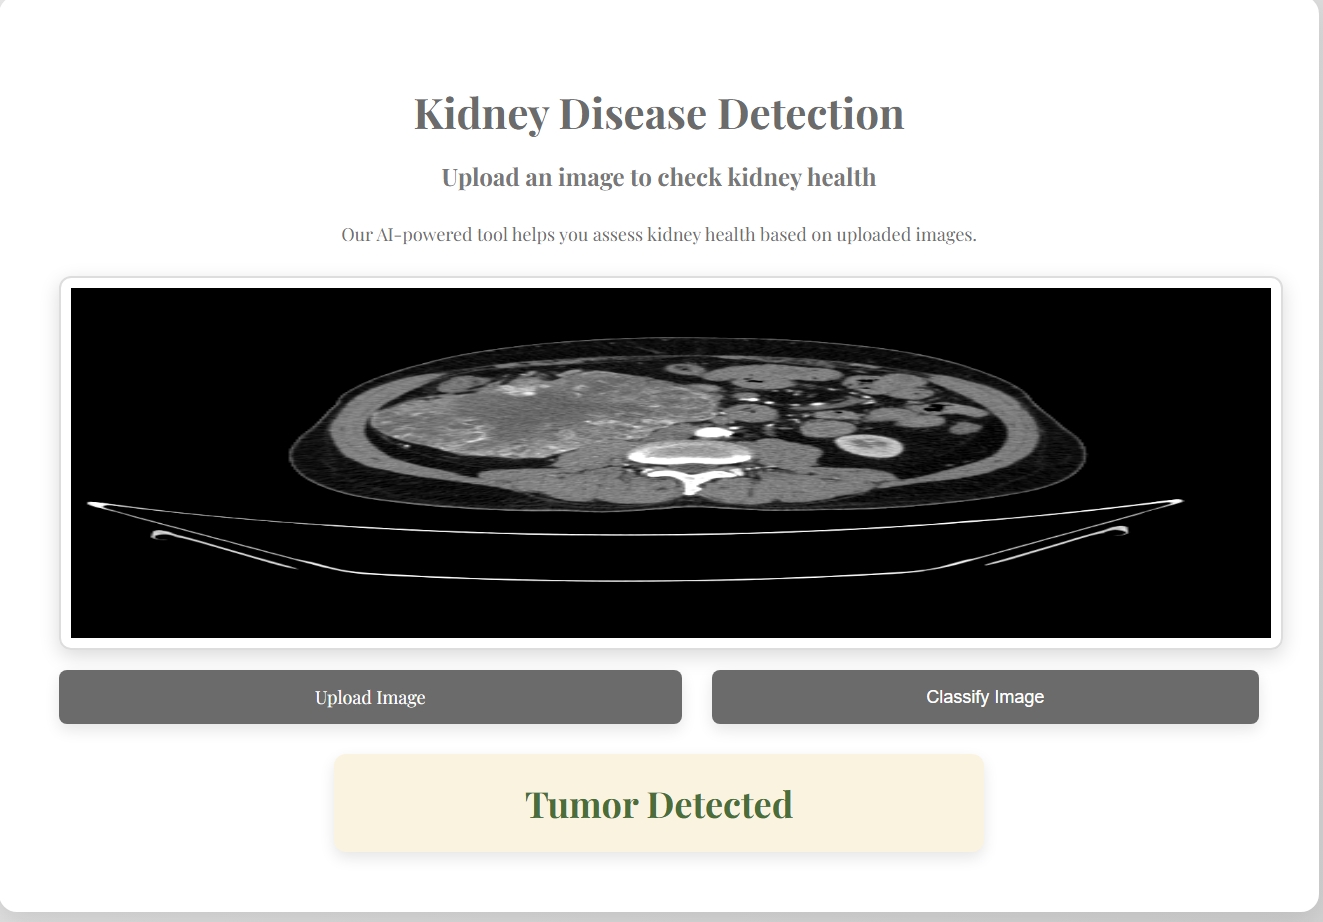 Kidney Disease Detection
Upload an image to check kidney health
Our AI-powered tool helps you assess kidney health based on uploaded images.
Upload Image
Classify Image
Tumor Detected